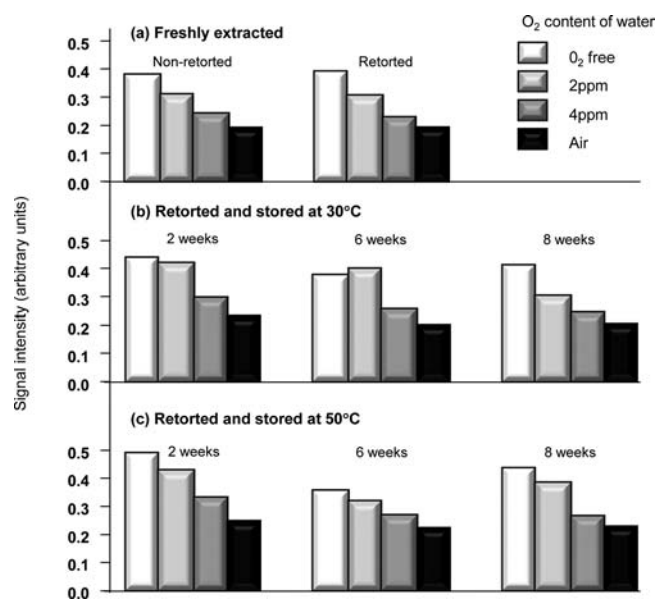 O₂ content of water
0₂ free
2ppm
4ppm
Air
Signal intensity (arbitrary units)
(a) Freshly extracted
Non-retorted Retorted
0.5
0.4
0.3
0.2
0.1
0.0
(b) Retorted and stored at 30°C
2 weeks 6 weeks 8 weeks
0.5
0.4
0.3
0.2
0.1
0.0
(c) Retorted and stored at 50°C
2 weeks 6 weeks 8 weeks
0.5
0.4
0.3
0.2
0.1
0.0